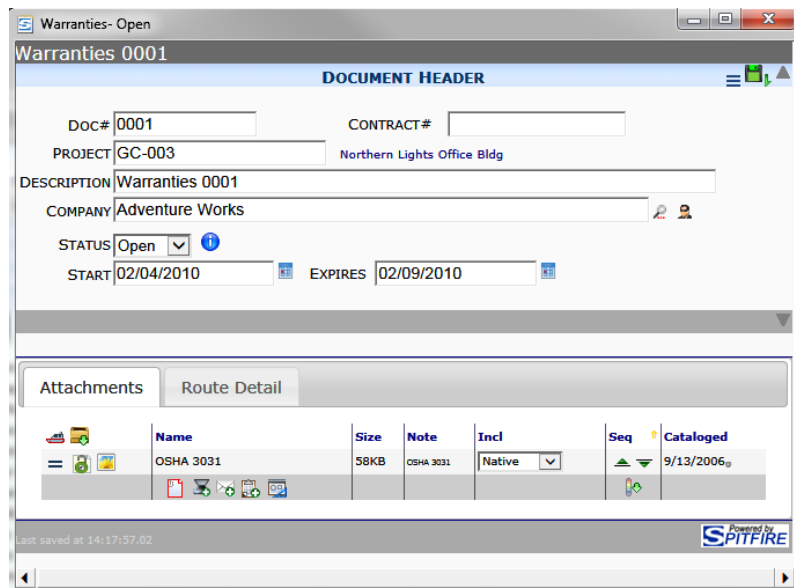 Warranties- Open
Warranties 0001
DOCUMENT HEADER
DOC# 0001 CONTRACT#
PROJECT GC-003 Northern Lights Office Bldg
DESCRIPTION Warranties 0001
COMPANY Adventure Works
STATUS Open
START 02/04/2010 EXPIRES 02/09/2010
Attachments Route Detail
Name Size Note Incl Seq Cataloged
OSHA 3031 58KB OSHA 3031 Native 9/13/2006
Last saved at 14:17:57.02 Powered by SPITFIRE